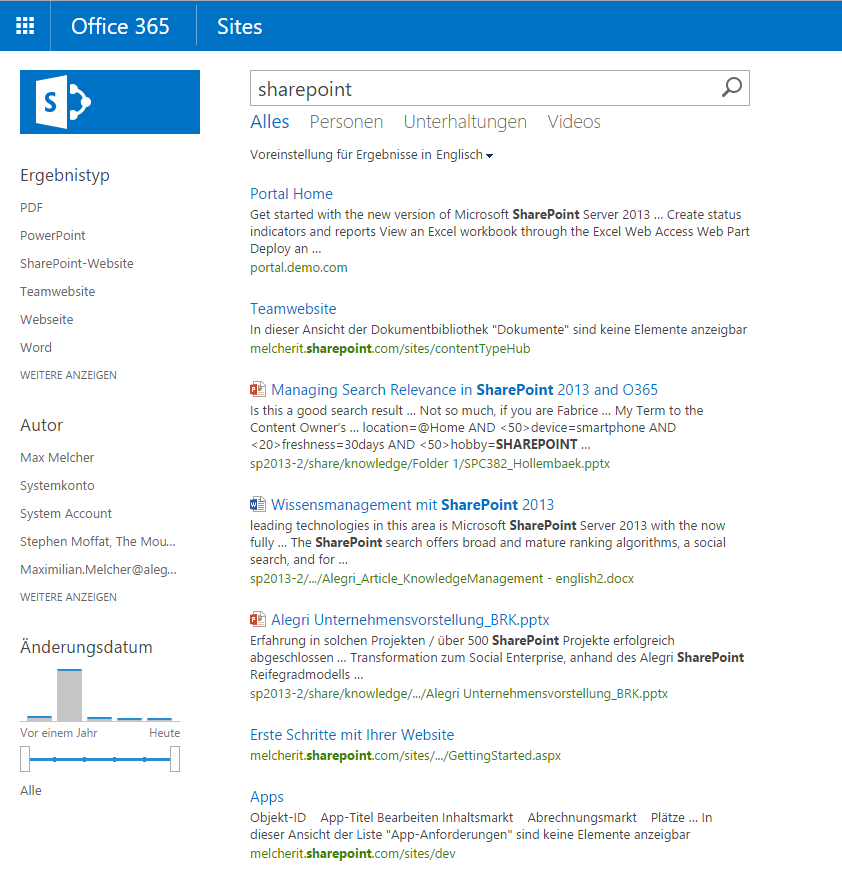 Office 365 Sites
S
Ergebnistyp
PDF
PowerPoint
SharePoint-Website
Teamwebsite
Webseite
Word
WEITERE ANZEIGEN
Autor
Max Melcher
Systemkonto
System Account
Stephen Moffat, The Mou...
Maximilian.Melcher@aleg...
WEITERE ANZEIGEN
Änderungsdatum
Vor einem Jahr Heute
Alle
sharepoint
Alles Personen Unterhaltungen Videos
Voreinstellung für Ergebnisse in Englisch
Portal Home
Get started with the new version of Microsoft SharePoint Server 2013 ... Create status
indicators and reports View an Excel workbook through the Excel Web Access Web Part
Deploy an ...
portal.demo.com
Teamwebsite
In dieser Ansicht der Dokumentbibliothek "Dokumente" sind keine Elemente anzeigbar
melcherit.sharepoint.com/sites/contentTypeHub
Managing Search Relevance in SharePoint 2013 and O365
Is this a good search result ... Not so much, if you are Fabrice ... My Term to the
Content Owner's ... location=@Home AND <50>device=smartphone AND
<20>freshness=30days AND <50>hobby=SHAREPOINT ...
sp2013-2/share/knowledge/Folder 1/SPC382_Hollembaek.pptx
Wissensmanagement mit SharePoint 2013
leading technologies in this area is Microsoft SharePoint Server 2013 with the now
fully ... The SharePoint search offers broad and mature ranking algorithms, a social
search, and for ...
sp2013-2/.../Alegri_Article_KnowledgeManagement - english2.docx
Alegri Unternehmensvorstellung_BRK.pptx
Erfahrung in solchen Projekten / über 500 SharePoint Projekte erfolgreich
abgeschlossen ... Transformation zum Social Enterprise, anhand des Alegri SharePoint
Reifegradmodells ...
sp2013-2/share/knowledge/.../Alegri Unternehmensvorstellung_BRK.pptx
Erste Schritte mit Ihrer Website
melcherit.sharepoint.com/sites/.../GettingStarted.aspx
Apps
Objekt-ID App-Titel Bearbeiten Inhaltsmarkt Abrechnungsmarkt Plätze ... In
dieser Ansicht der Liste "App-Anforderungen" sind keine Elemente anzeigbar
melcherit.sharepoint.com/sites/dev